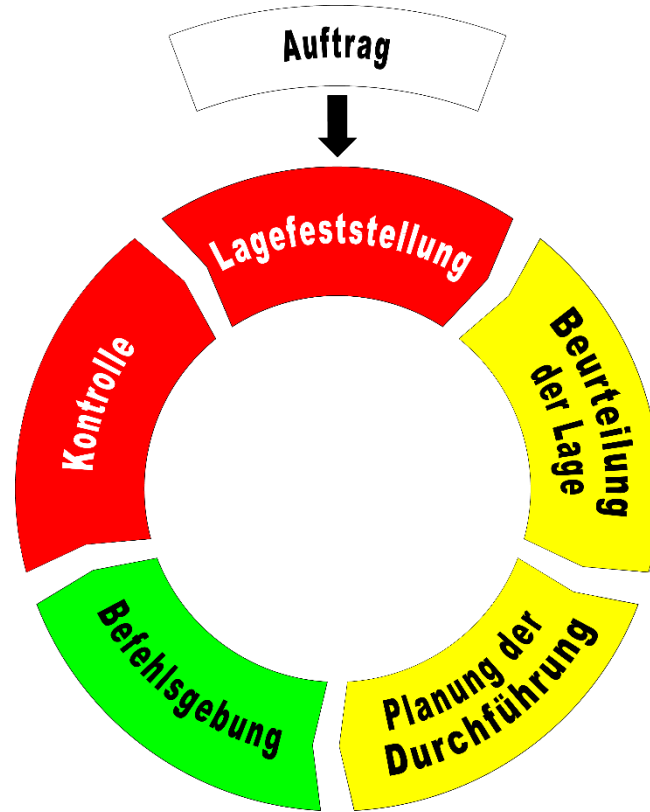 Auftrag
Lagefeststellung
Beurteilung
der Lage
Planung der
Durchführung
Befehlsgebung
Kontrolle